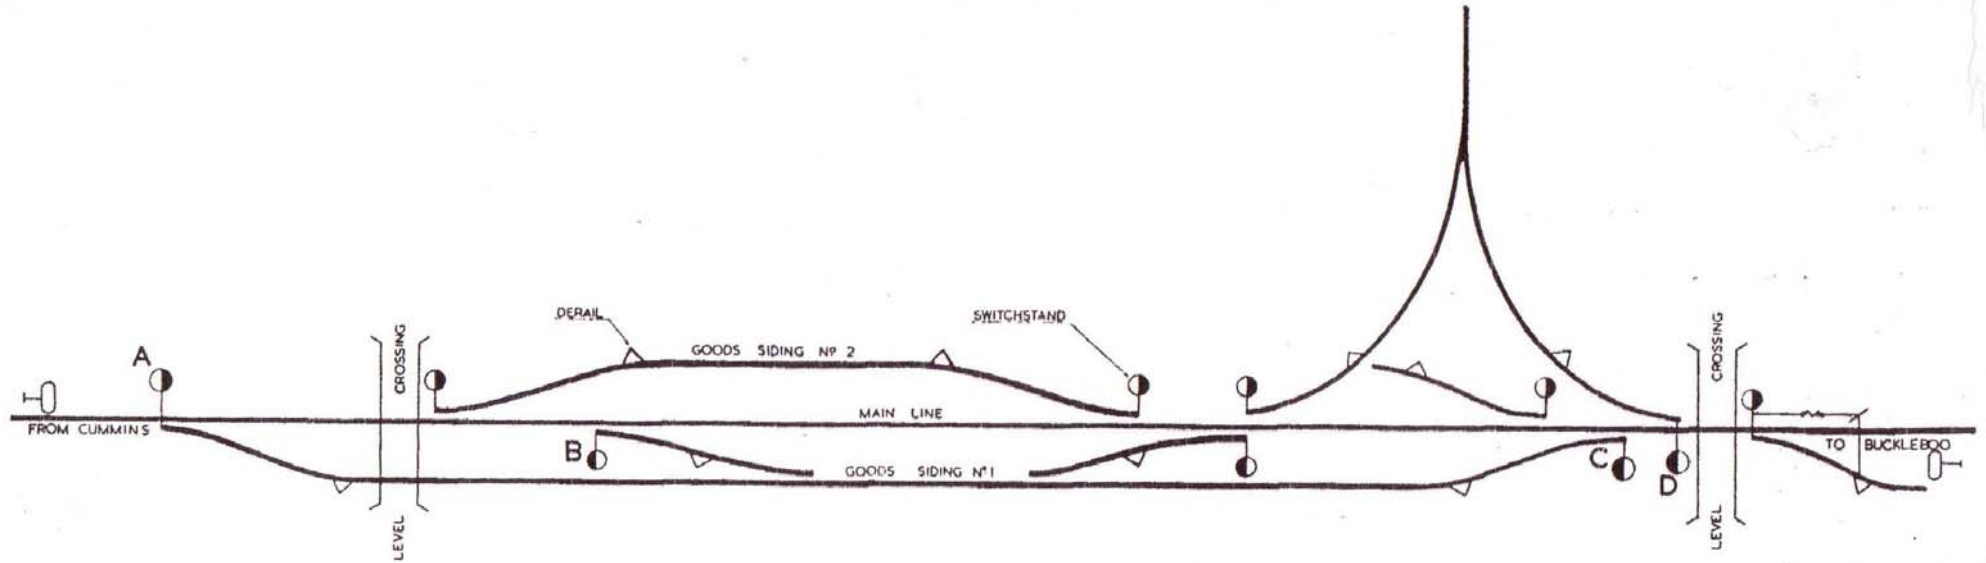 DERAIL
SWITCHSTAND
A
CROSSING
GOODS SIDING Nº 2
CROSSING
MAIN LINE
FROM CUMMINS
TO BUCKLEBOO
B
GOODS SIDING Nº 1
C
D
LEVEL
LEVEL